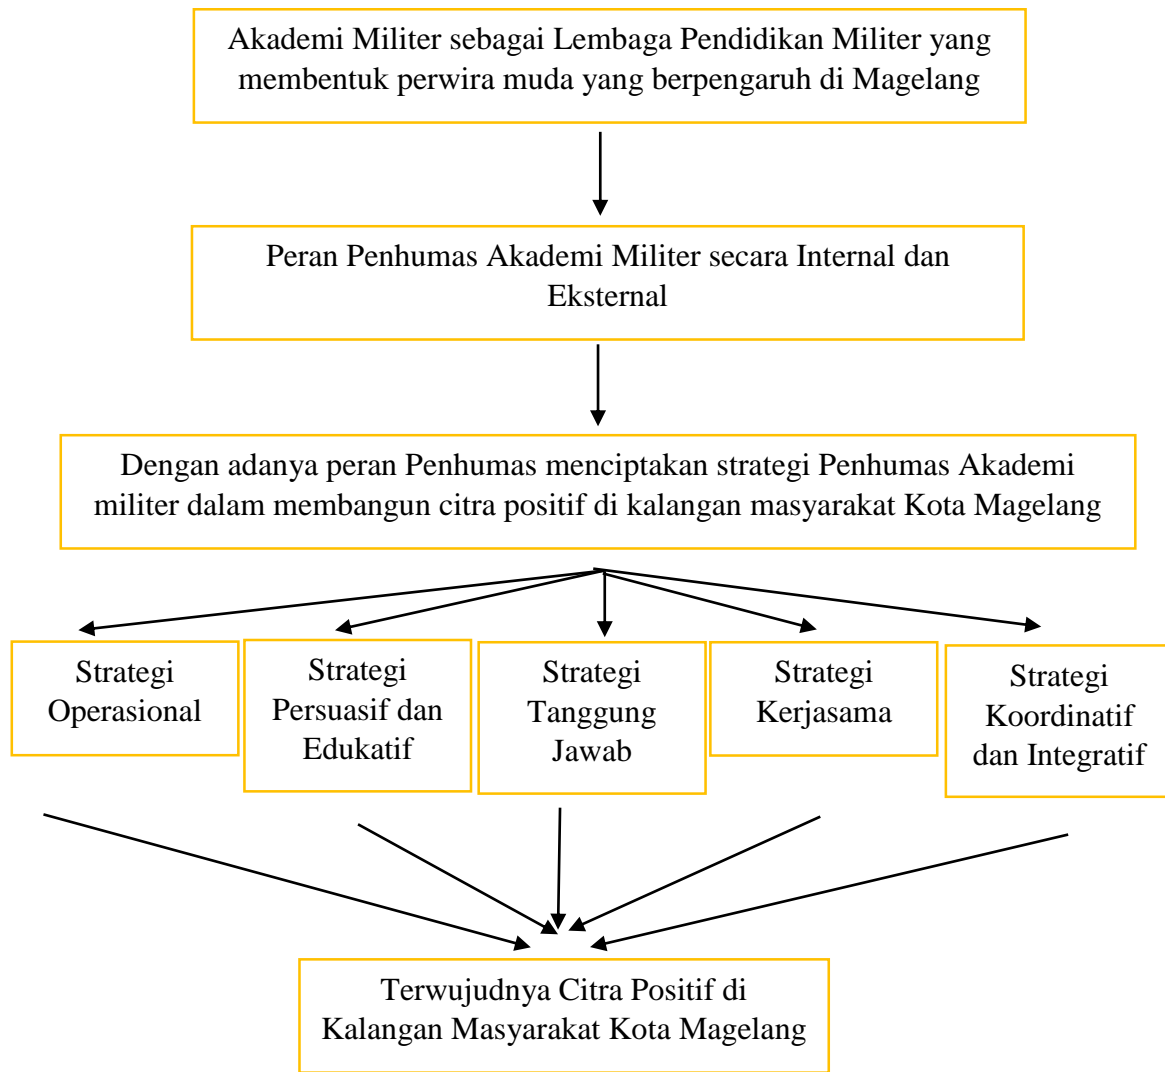 Akademi Militer sebagai Lembaga Pendidikan Militer yang
membentuk perwira muda yang berpengaruh di Magelang
Peran Penhumas Akademi Militer secara Internal dan
Eksternal
Dengan adanya peran Penhumas menciptakan strategi Penhumas Akademi
militer dalam membangun citra positif di kalangan masyarakat Kota Magelang
Strategi
Operasional
Strategi
Persuasif dan
Edukatif
Strategi
Tanggung
Jawab
Strategi
Kerjasama
Strategi
Koordinatif
dan Integratif
Terwujudnya Citra Positif di
Kalangan Masyarakat Kota Magelang